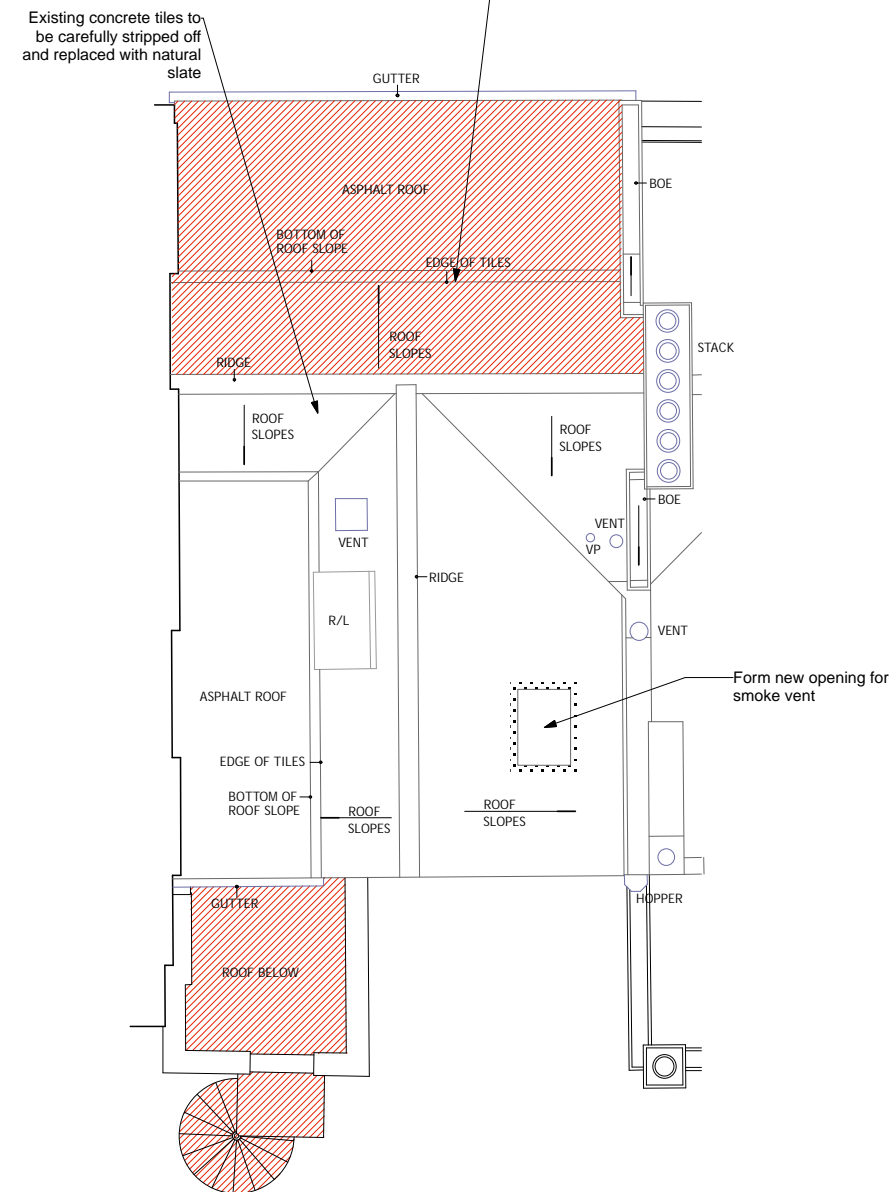 Existing concrete tiles to
be carefully stripped off
and replaced with natural
slate
GUTTER
ASPHALT ROOF
BOE
BOTTOM OF
ROOF SLOPE
EDGE OF TILES
ROOF
SLOPES
STACK
RIDGE
ROOF
SLOPES
ROOF
SLOPES
BOE
VENT
VENT
VP
RIDGE
R/L
VENT
Form new opening for
smoke vent
ASPHALT ROOF
EDGE OF TILES
BOTTOM OF
ROOF SLOPE
ROOF
SLOPES
ROOF
SLOPES
GUTTER
HOPPER
ROOF BELOW